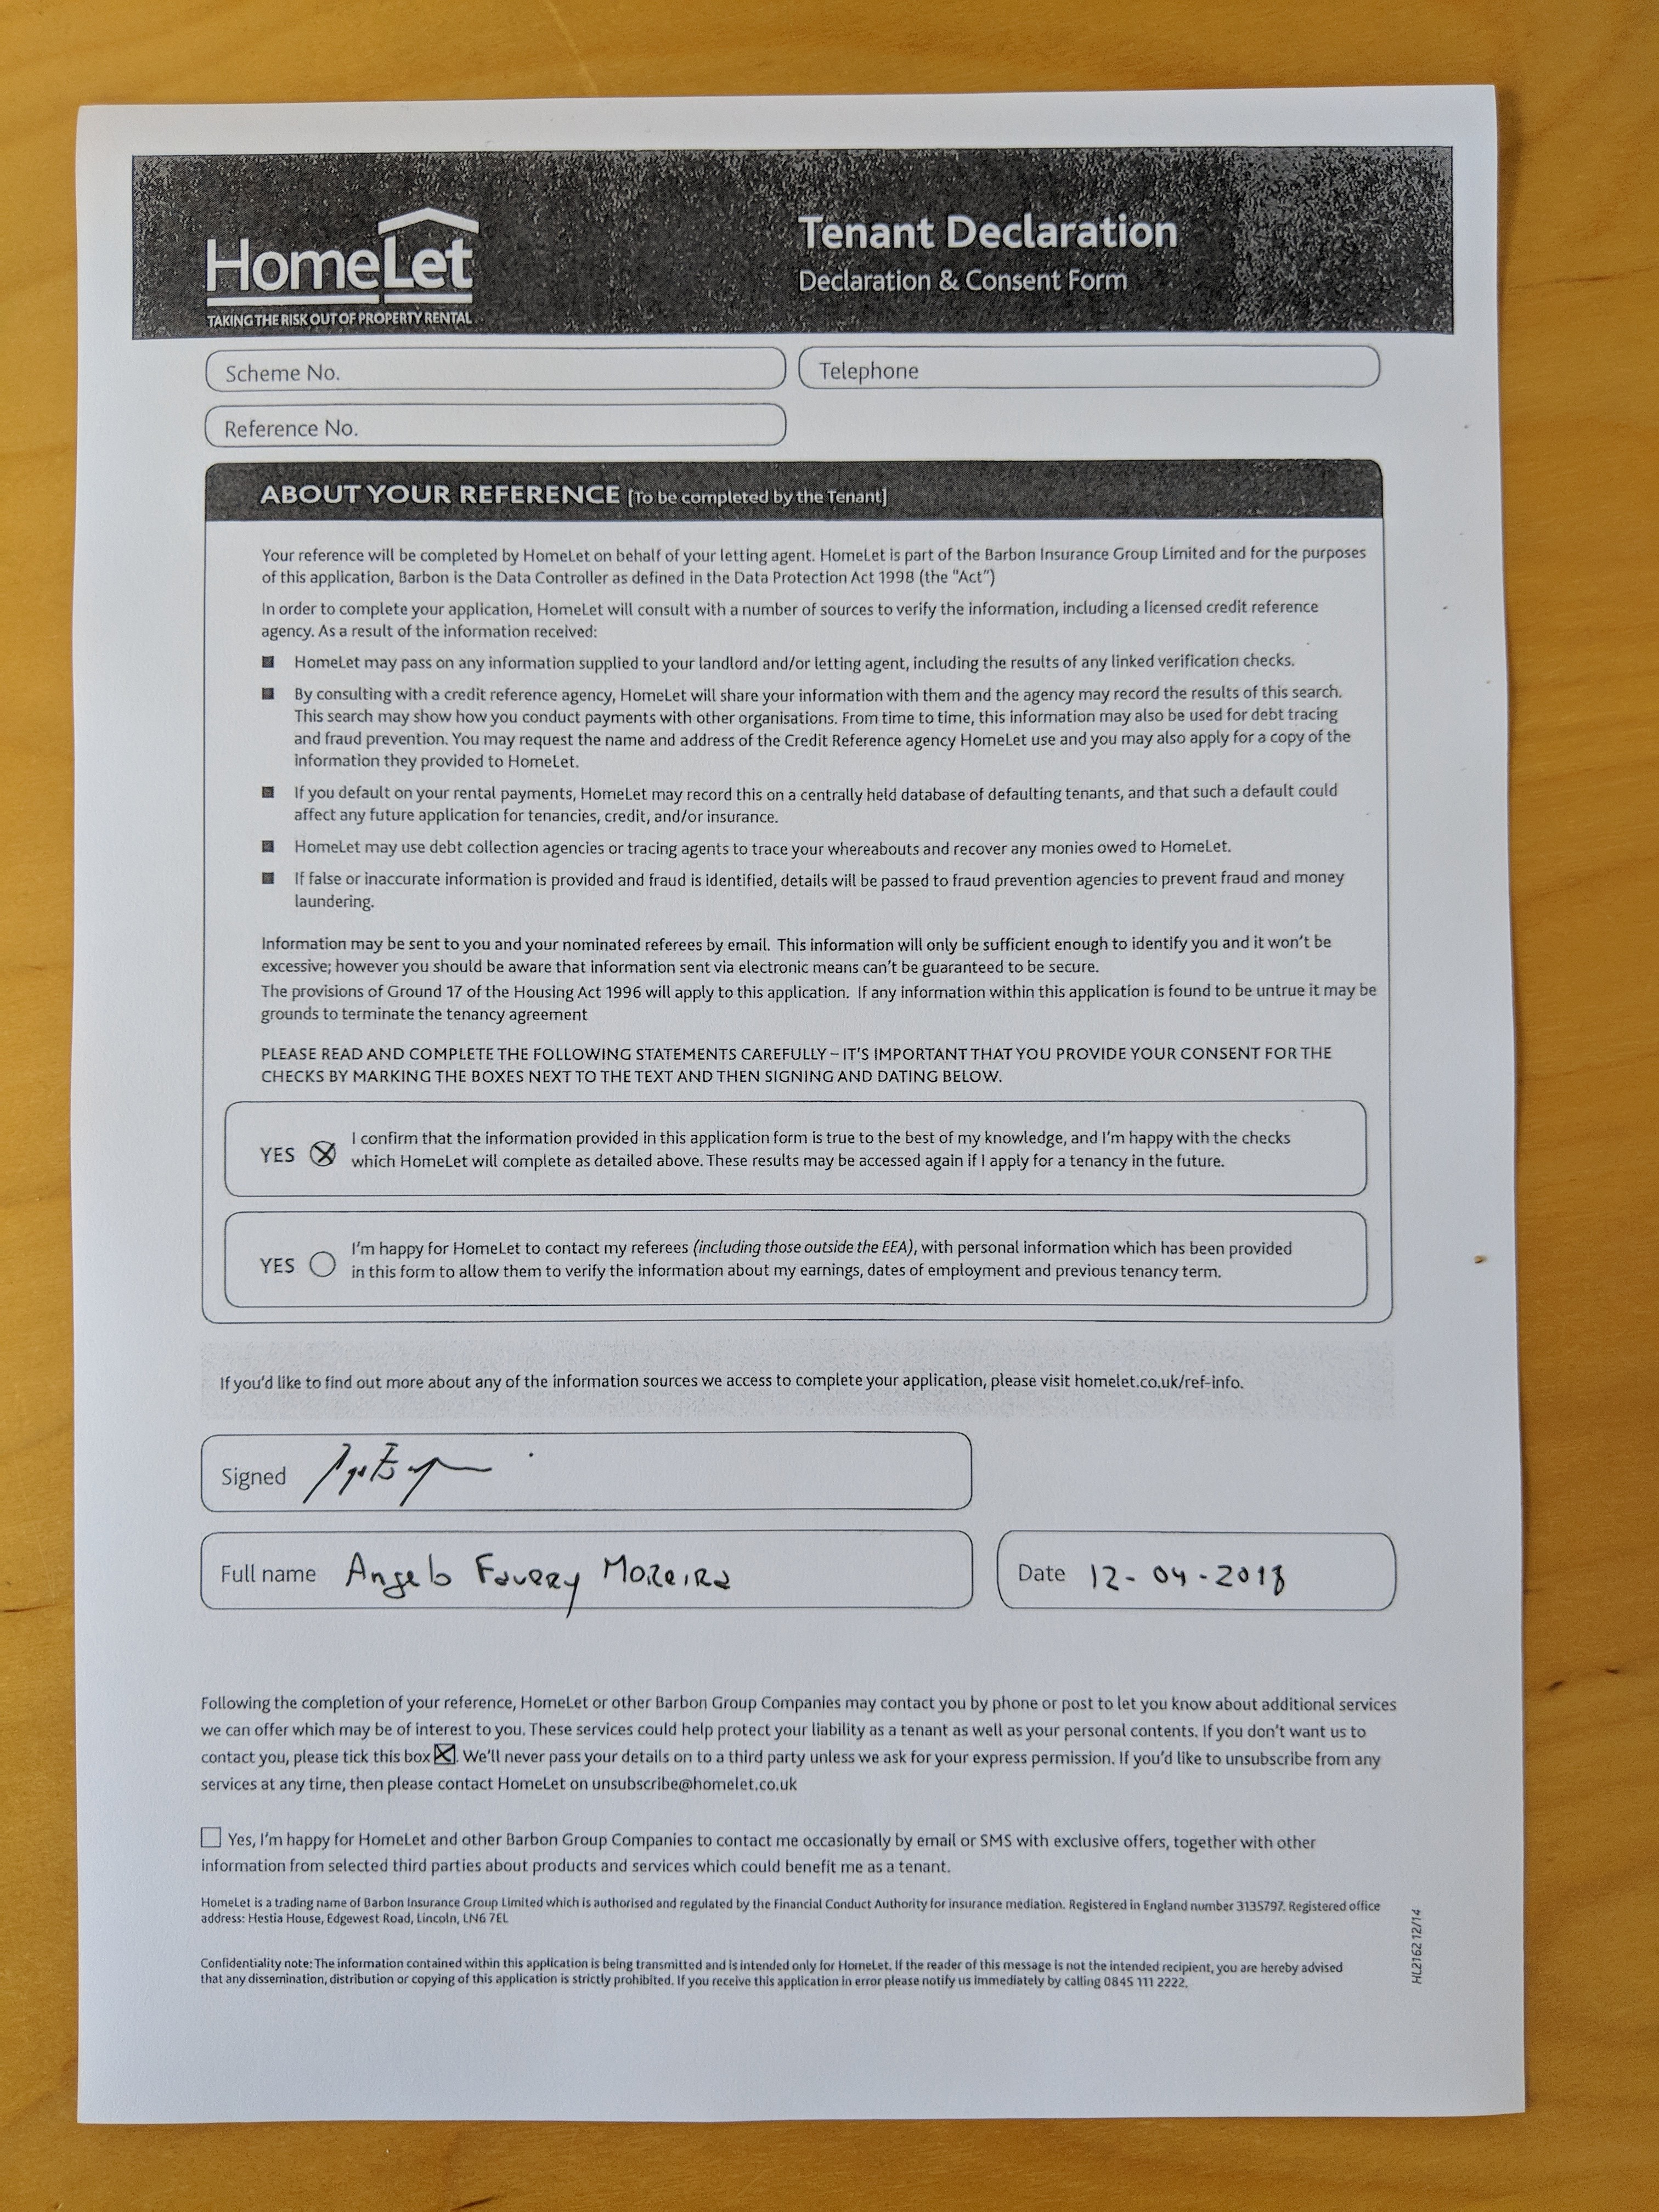 HomeLet
TAKING THE RISK OUT OF PROPERTY RENTAL
Tenant Declaration
Declaration & Consent Form
Scheme No.
Telephone
Reference No.
ABOUT YOUR REFERENCE [To be completed by the Tenant]
Your reference will be completed by HomeLet on behalf of your letting agent. HomeLet is part of the Barbon Insurance Group Limited and for the purposes
of this application, Barbon is the Data Controller as defined in the Data Protection Act 1998 (the "Act")
In order to complete your application, HomeLet will consult with a number of sources to verify the information, including a licensed credit reference
agency. As a result of the information received:
HomeLet may pass on any information supplied to your landlord and/or letting agent, including the results of any linked verification checks.
By consulting with a credit reference agency, HomeLet will share your information with them and the agency may record the results of this search.
This search may show how you conduct payments with other organisations. From time to time, this information may also be used for debt tracing
and fraud prevention. You may request the name and address of the Credit Reference agency HomeLet use and you may also apply for a copy of the
information they provided to HomeLet.
If you default on your rental payments, HomeLet may record this on a centrally held database of defaulting tenants, and that such a default could
affect any future application for tenancies, credit, and/or insurance.
HomeLet may use debt collection agencies or tracing agents to trace your whereabouts and recover any monies owed to HomeLet.
If false or inaccurate information is provided and fraud is identified, details will be passed to fraud prevention agencies to prevent fraud and money
laundering.
Information may be sent to you and your nominated referees by email. This information will only be sufficient enough to identify you and it won't be
excessive; however you should be aware that information sent via electronic means can't be guaranteed to be secure.
The provisions of Ground 17 of the Housing Act 1996 will apply to this application. If any information within this application is found to be untrue it may be
grounds to terminate the tenancy agreement
PLEASE READ AND COMPLETE THE FOLLOWING STATEMENTS CAREFULLY – IT'S IMPORTANT THAT YOU PROVIDE YOUR CONSENT FOR THE
CHECKS BY MARKING THE BOXES NEXT TO THE TEXT AND THEN SIGNING AND DATING BELOW.
YES I confirm that the information provided in this application form is true to the best of my knowledge, and I'm happy with the checks
which HomeLet will complete as detailed above. These results may be accessed again if I apply for a tenancy in the future.
YES I'm happy for HomeLet to contact my referees (including those outside the EEA), with personal information which has been provided
in this form to allow them to verify the information about my earnings, dates of employment and previous tenancy term.
If you'd like to find out more about any of the information sources we access to complete your application, please visit homelet.co.uk/ref-info.
Signed
Full name Angelo Favery Moreira
Date 12-04-2018
Following the completion of your reference, HomeLet or other Barbon Group Companies may contact you by phone or post to let you know about additional services
we can offer which may be of interest to you. These services could help protect your liability as a tenant as well as your personal contents. If you don't want us to
contact you, please tick this box. We'll never pass your details on to a third party unless we ask for your express permission. If you'd like to unsubscribe from any
services at any time, then please contact HomeLet on unsubscribe@homelet.co.uk
Yes, I'm happy for HomeLet and other Barbon Group Companies to contact me occasionally by email or SMS with exclusive offers, together with other
information from selected third parties about products and services which could benefit me as a tenant.
HomeLet is a trading name of Barbon Insurance Group Limited which is authorised and regulated by the Financial Conduct Authority for insurance mediation. Registered in England number 3135797. Registered office
address: Hestia House, Edgewest Road, Lincoln, LN6 7EL
Confidentiality note: The information contained within this application is being transmitted and is intended only for HomeLet. If the reader of this message is not the intended recipient, you are hereby advised
that any dissemination, distribution or copying of this application is strictly prohibited. If you receive this application in error please notify us immediately by calling 0845 111 2222.
HL2162 12/14